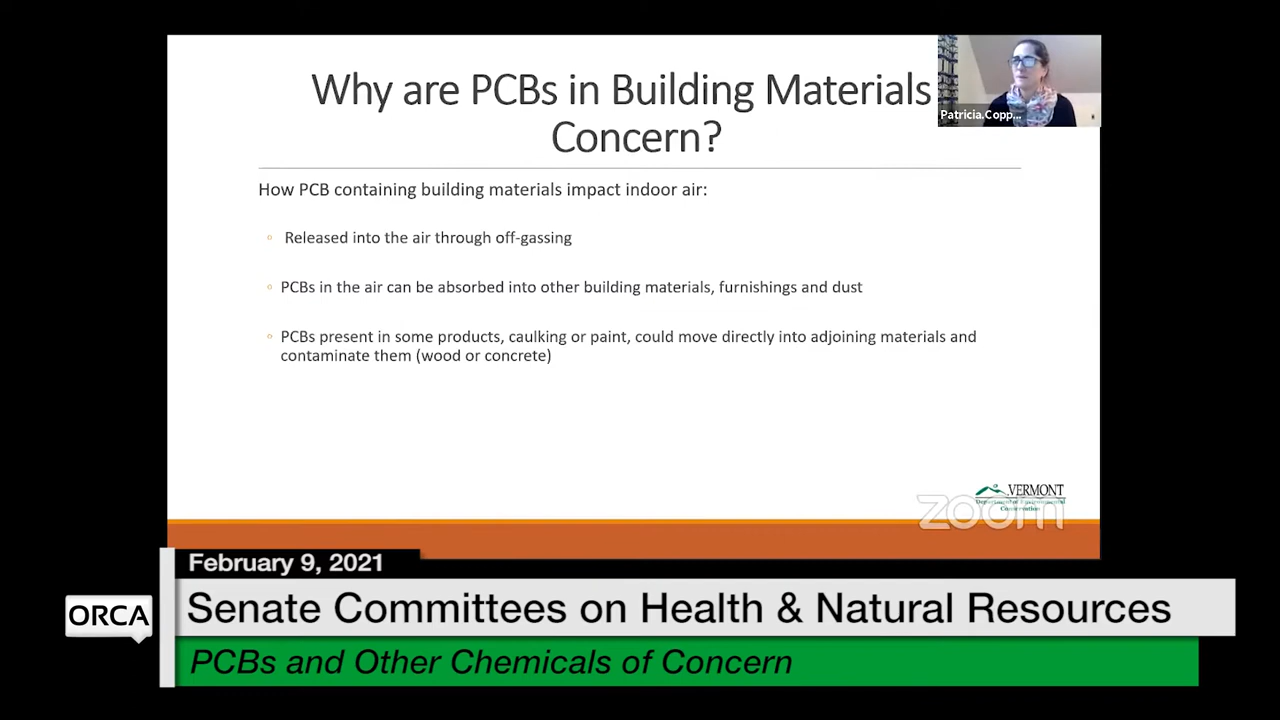 Why are PCBs in Building Materials
Concern?
Patricia.Copp...
How PCB containing building materials impact indoor air:
Released into the air through off-gassing
PCBs in the air can be absorbed into other building materials, furnishings and dust
PCBs present in some products, caulking or paint, could move directly into adjoining materials and
contaminate them (wood or concrete)
VERMONT
Department of Environmental
Conservation
zoom
February 9, 2021
ORCA
Senate Committees on Health & Natural Resources
PCBs and Other Chemicals of Concern